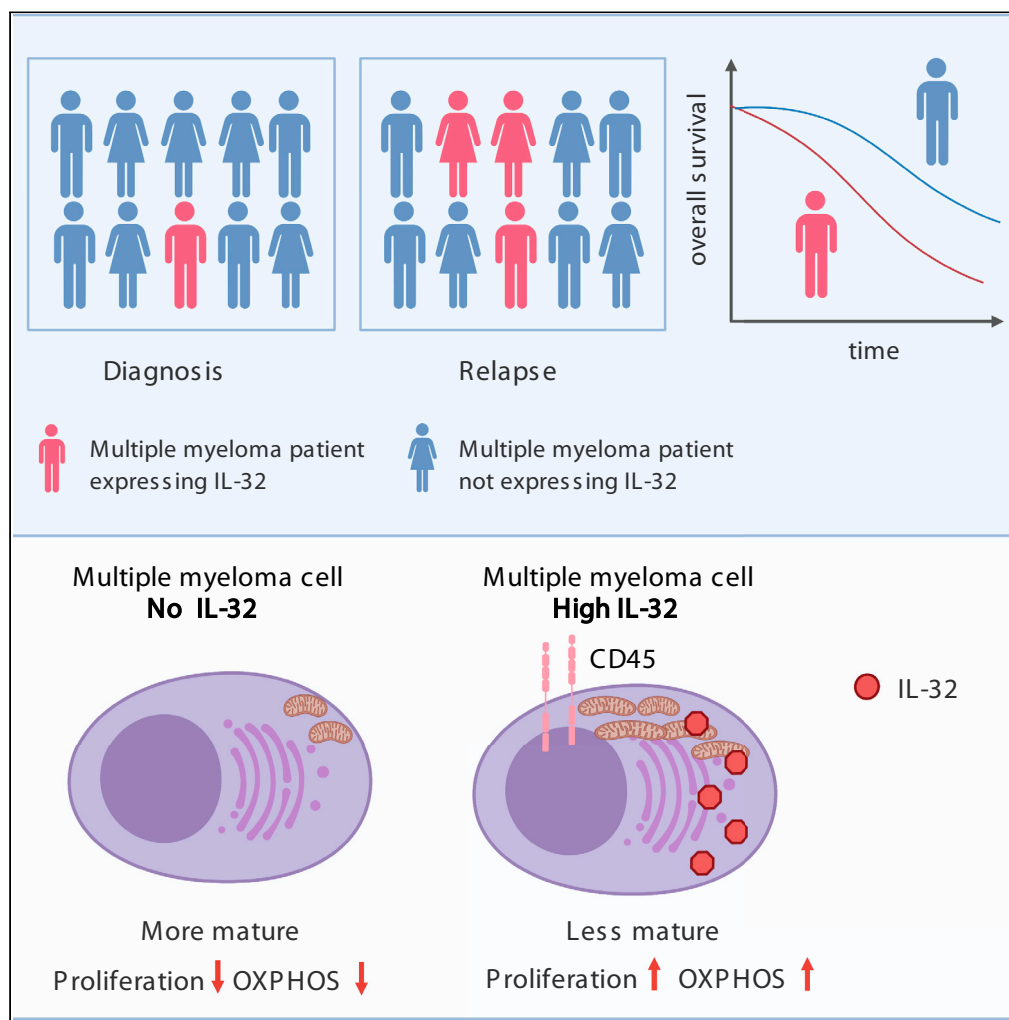 overall survival
time
Diagnosis
Relapse
Multiple myeloma patient
expressing IL-32
Multiple myeloma patient
not expressing IL-32
Multiple myeloma cell
No IL-32
Multiple myeloma cell
High IL-32
CD45
IL-32
More mature
Proliferation ↓ OXPHOS ↓
Less mature
Proliferation ↑ OXPHOS ↑